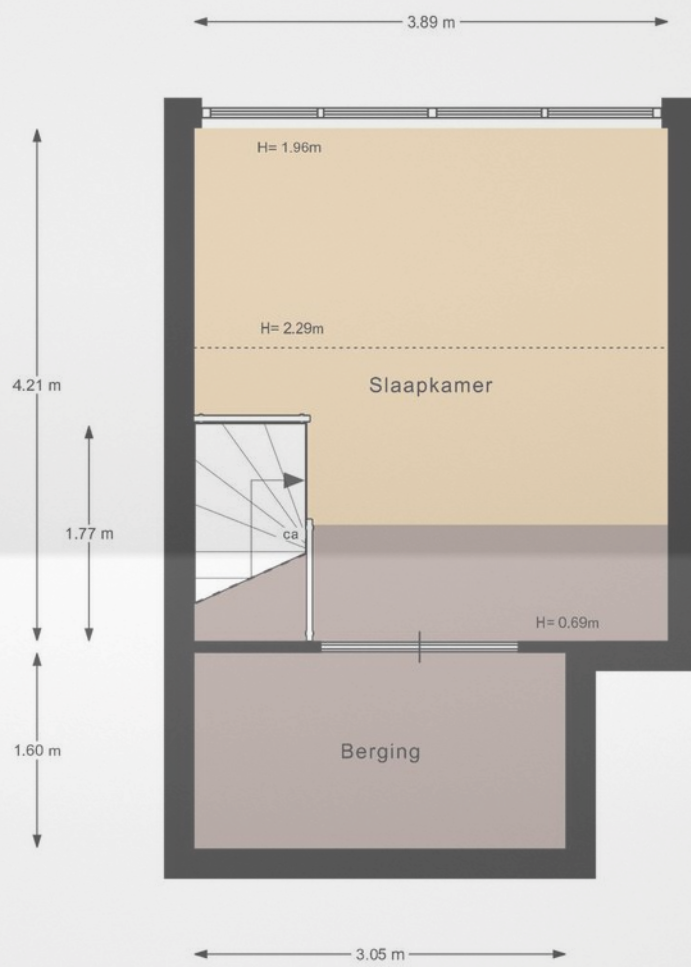 3.89 m
H= 1.96m
H= 2.29m
4.21 m
Slaapkamer
1.77 m
ca
H= 0.69m
1.60 m
Berging
3.05 m